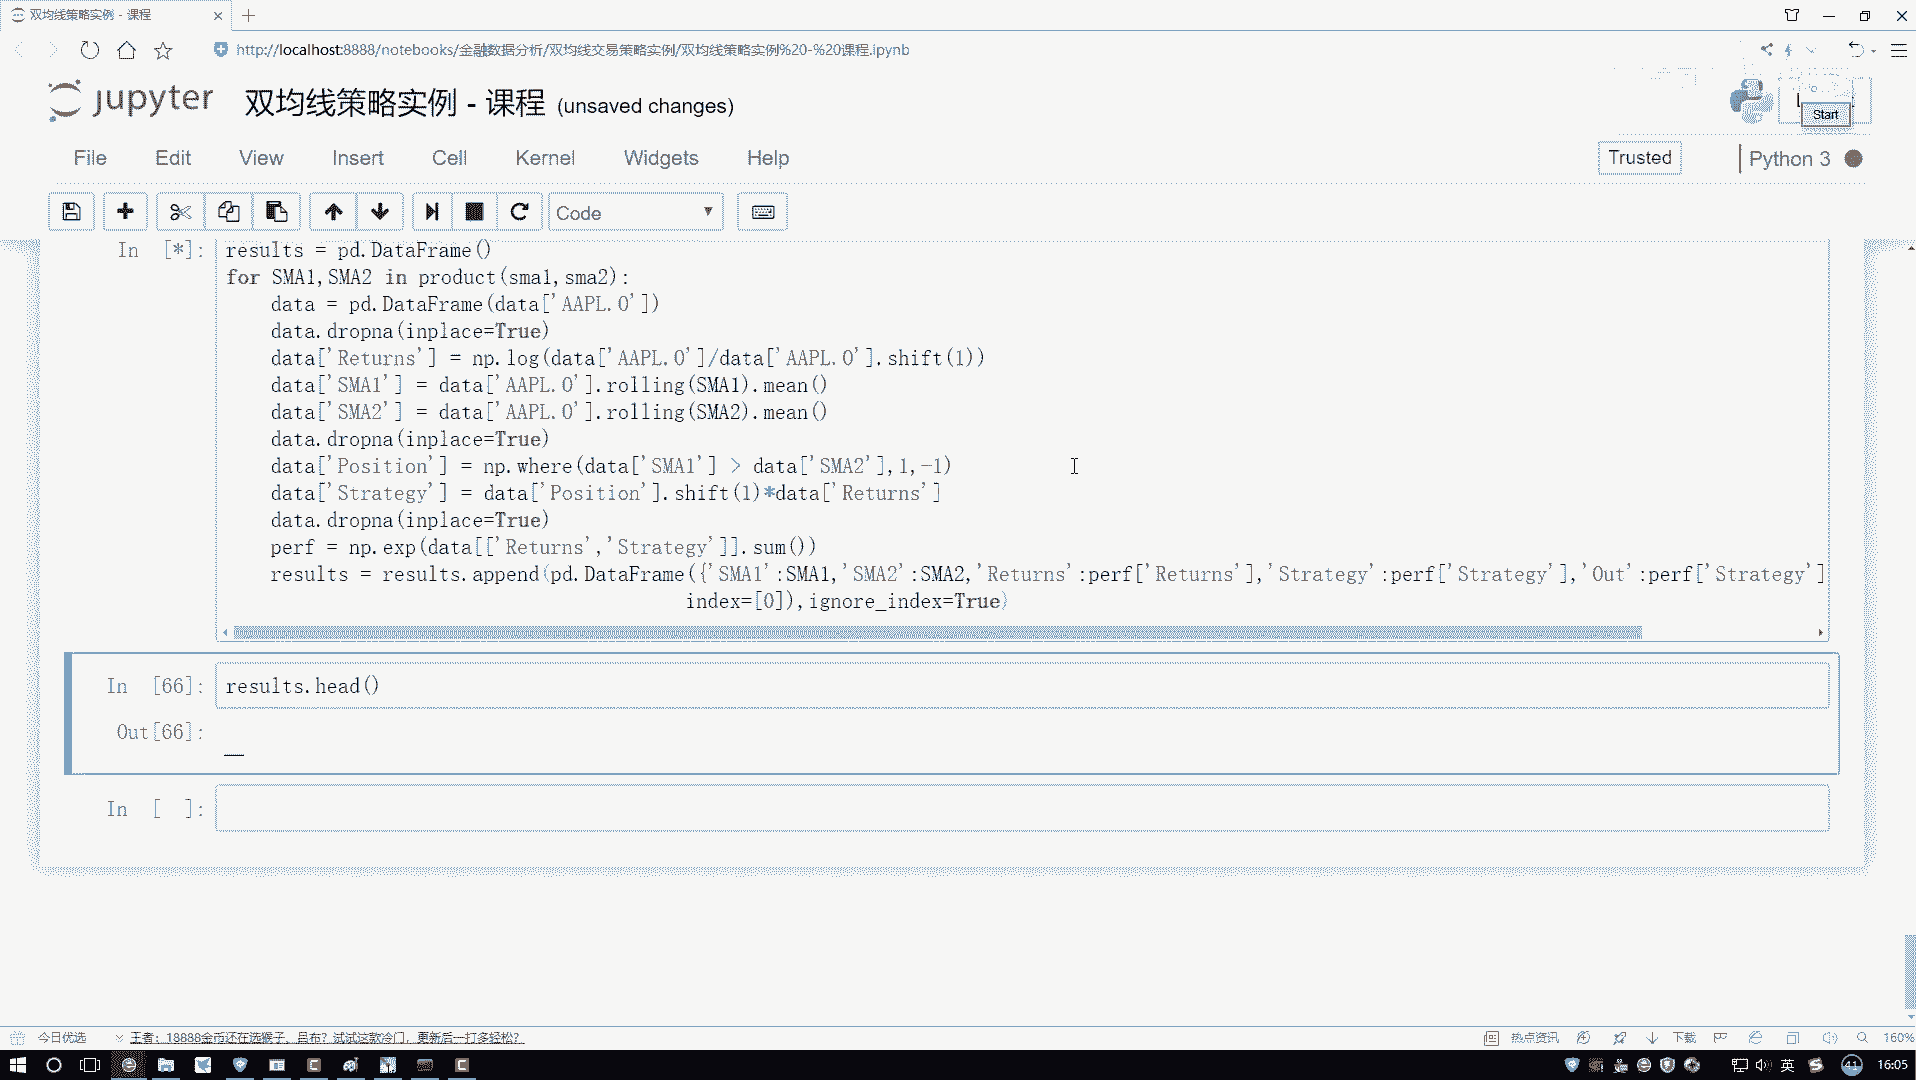 双均线策略实例 - 课程
http://localhost:8888/notebooks/金融数据分析/双均线交易策略实例/双均线策略实例%20-%20课程.ipynb
jupyter 双均线策略实例 - 课程 (unsaved changes)
Start
File Edit View Insert Cell Kernel Widgets Help
Trusted Python 3
Code
In [*]: results = pd.DataFrame()
for SMA1,SMA2 in product(sma1,sma2):
data = pd.DataFrame(data['AAPL.O'])
data.dropna(inplace=True)
data['Returns'] = np.log(data['AAPL.O']/data['AAPL.O'].shift(1))
data['SMA1'] = data['AAPL.O'].rolling(SMA1).mean()
data['SMA2'] = data['AAPL.O'].rolling(SMA2).mean()
data.dropna(inplace=True)
data['Position'] = np.where(data['SMA1'] > data['SMA2'],1,-1)
data['Strategy'] = data['Position'].shift(1)*data['Returns']
data.dropna(inplace=True)
perf = np.exp(data[['Returns','Strategy']].sum())
results = results.append(pd.DataFrame({'SMA1':SMA1,'SMA2':SMA2,'Returns':perf['Returns'],'Strategy':perf['Strategy'],'Out':perf['Strategy']
index=[0]),ignore_index=True)
In [66]: results.head()
Out[66]:
In [ ]:
今日优选 王者：18888金币还在选猴子、吕布？试试这款冷门，更新后一打多轻松？ 热点资讯 下载 160%
英 41 16:05